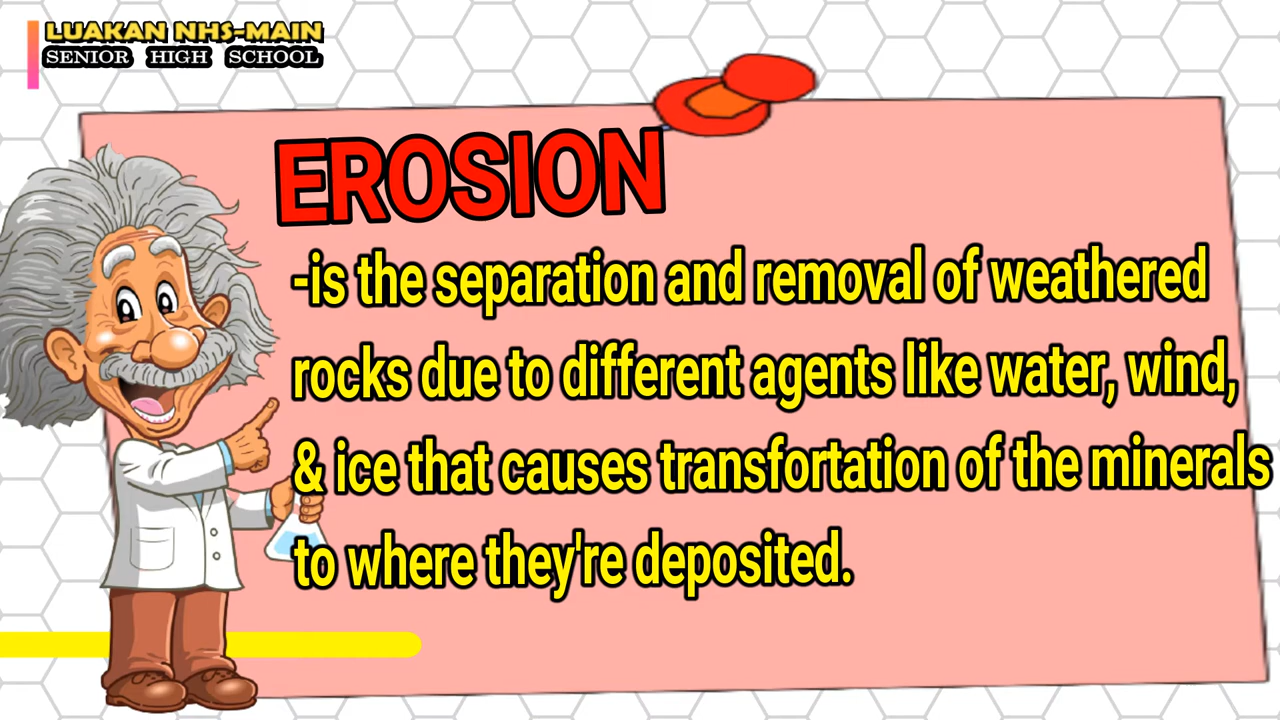 LUAKAN NHS-MAIN
SENIOR HIGH SCHOOL
EROSION
-is the separation and removal of weathered
rocks due to different agents like water, wind,
& ice that causes transfortation of the minerals
to where they're deposited.